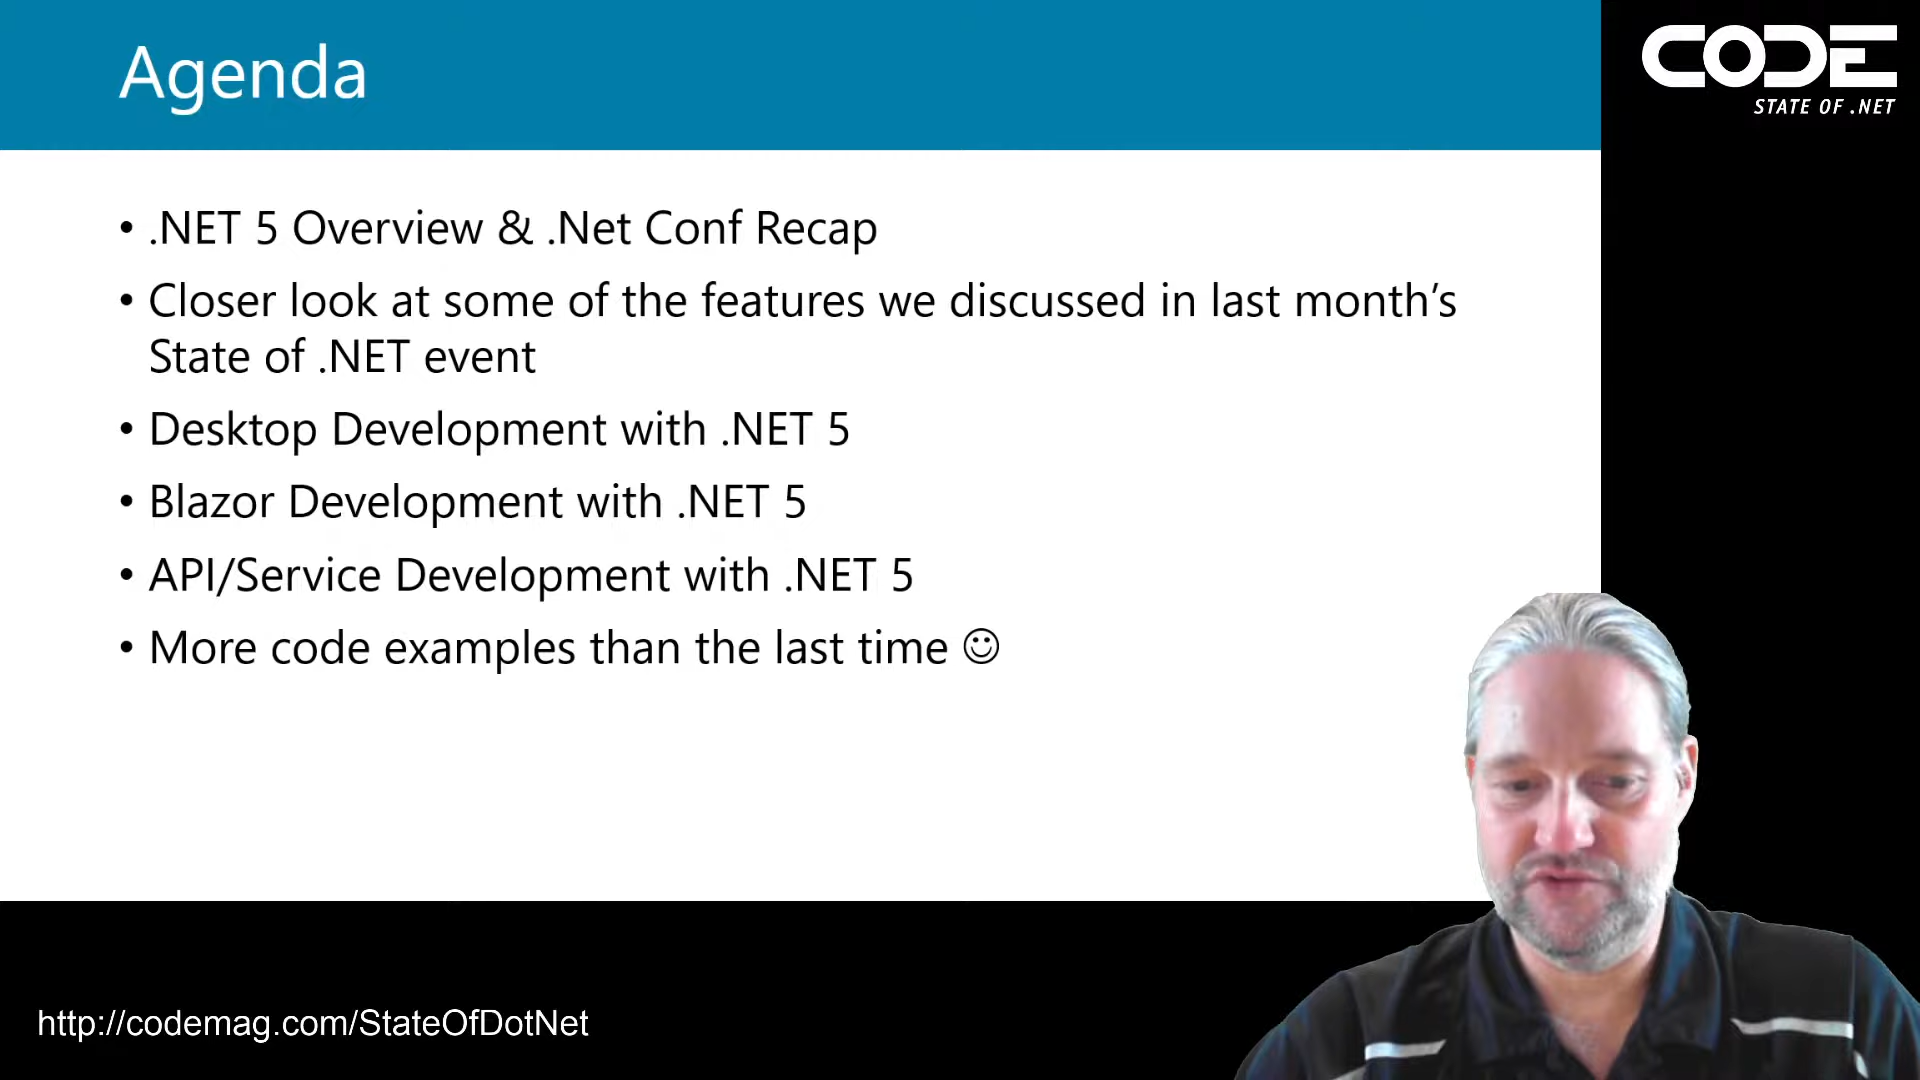 Agenda
CODE
STATE OF .NET
• .NET 5 Overview & .Net Conf Recap
• Closer look at some of the features we discussed in last month’s
State of .NET event
• Desktop Development with .NET 5
• Blazor Development with .NET 5
• API/Service Development with .NET 5
• More code examples than the last time ☺
http://codemag.com/StateOfDotNet